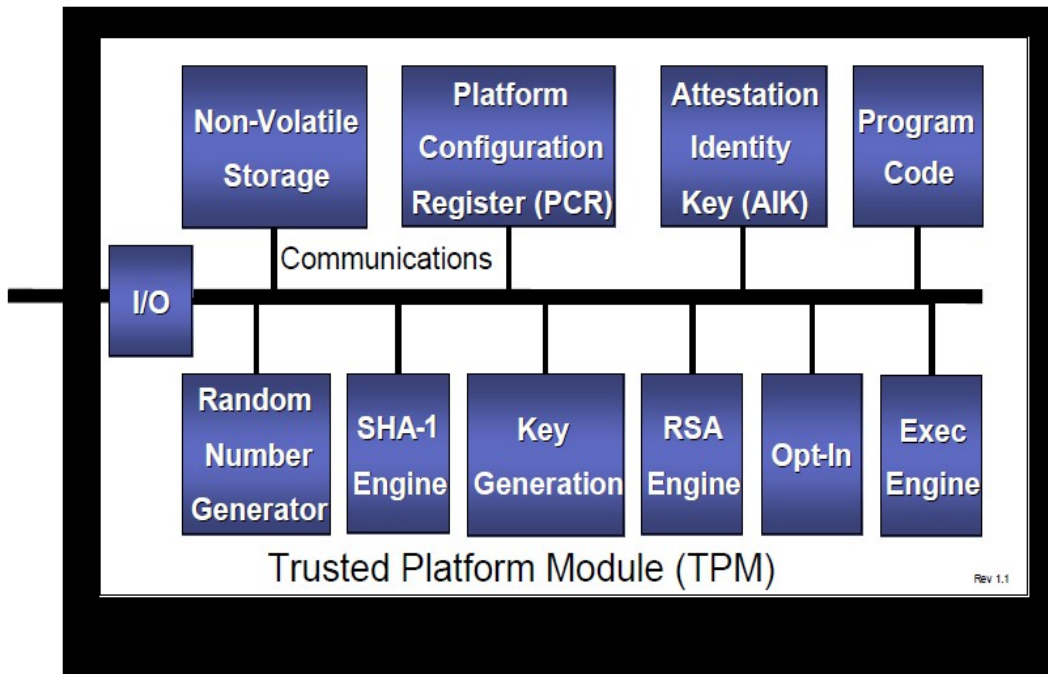 Non-Volatile
Storage
Platform
Configuration
Register (PCR)
Attestation
Identity
Key (AIK)
Program
Code
Communications
I/O
Random
Number
Generator
SHA-1
Engine
Key
Generation
RSA
Engine
Opt-In
Exec
Engine
Trusted Platform Module (TPM)
Rev 1.1